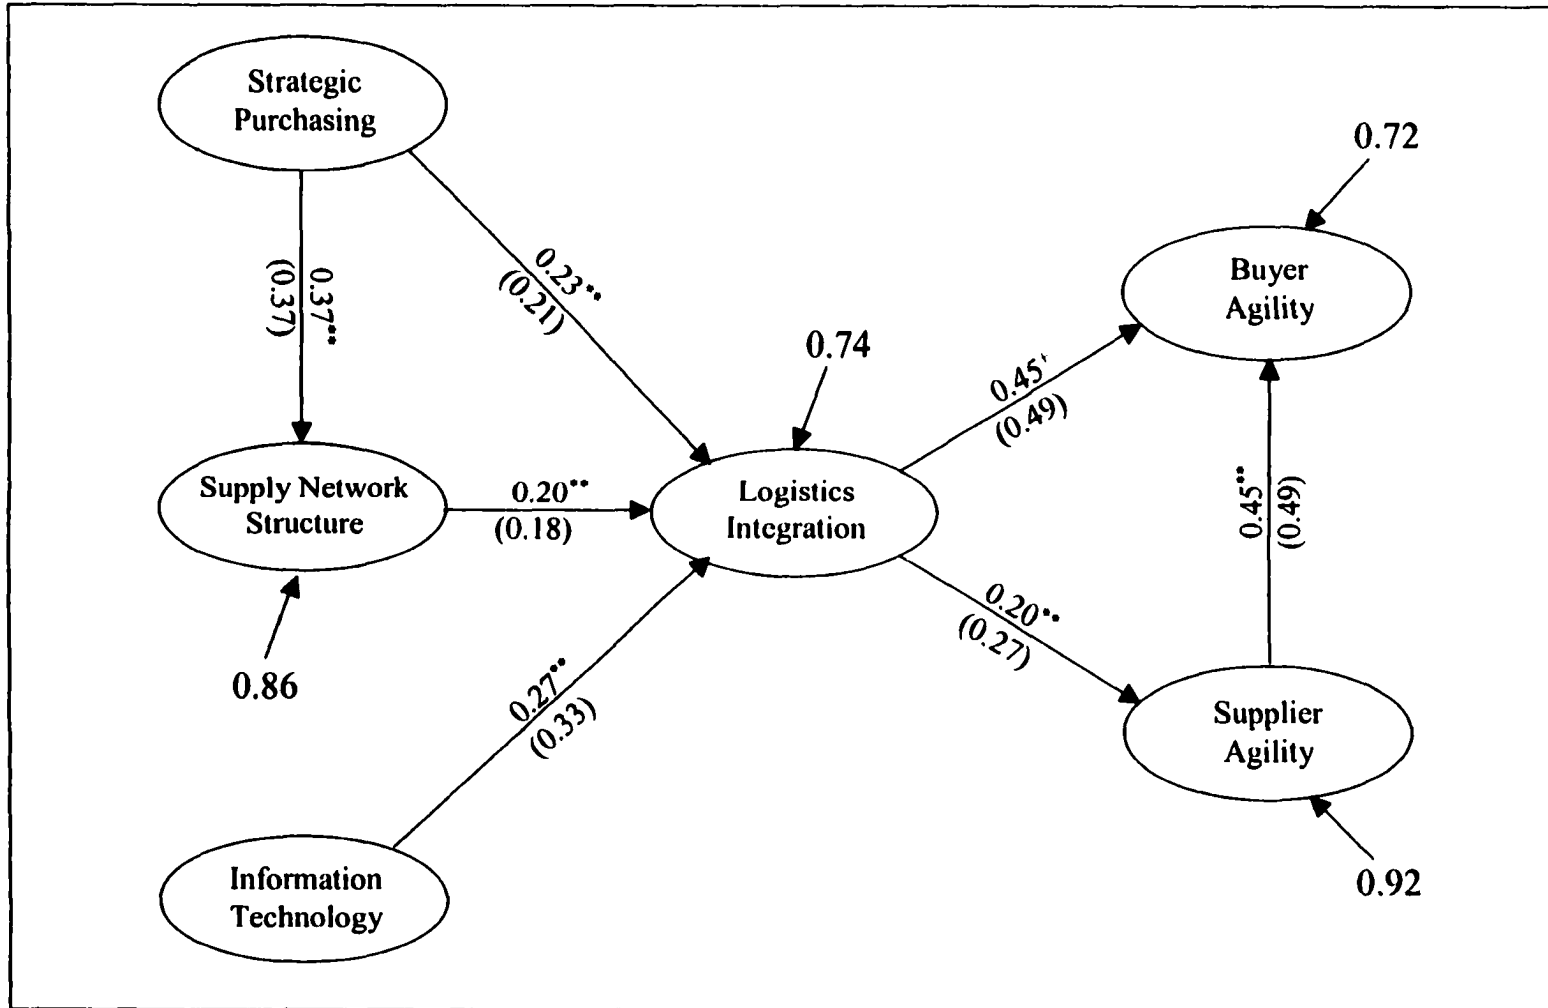 Strategic
Purchasing
0.72
0.37**
(0.37)
0.23**
(0.21)
Buyer
Agility
0.74
0.45+
(0.49)
Supply Network
Structure
0.20**
(0.18)
Logistics
Integration
0.45**
(0.49)
0.20**
(0.27)
0.86
0.27**
(0.33)
Supplier
Agility
Information
Technology
0.92